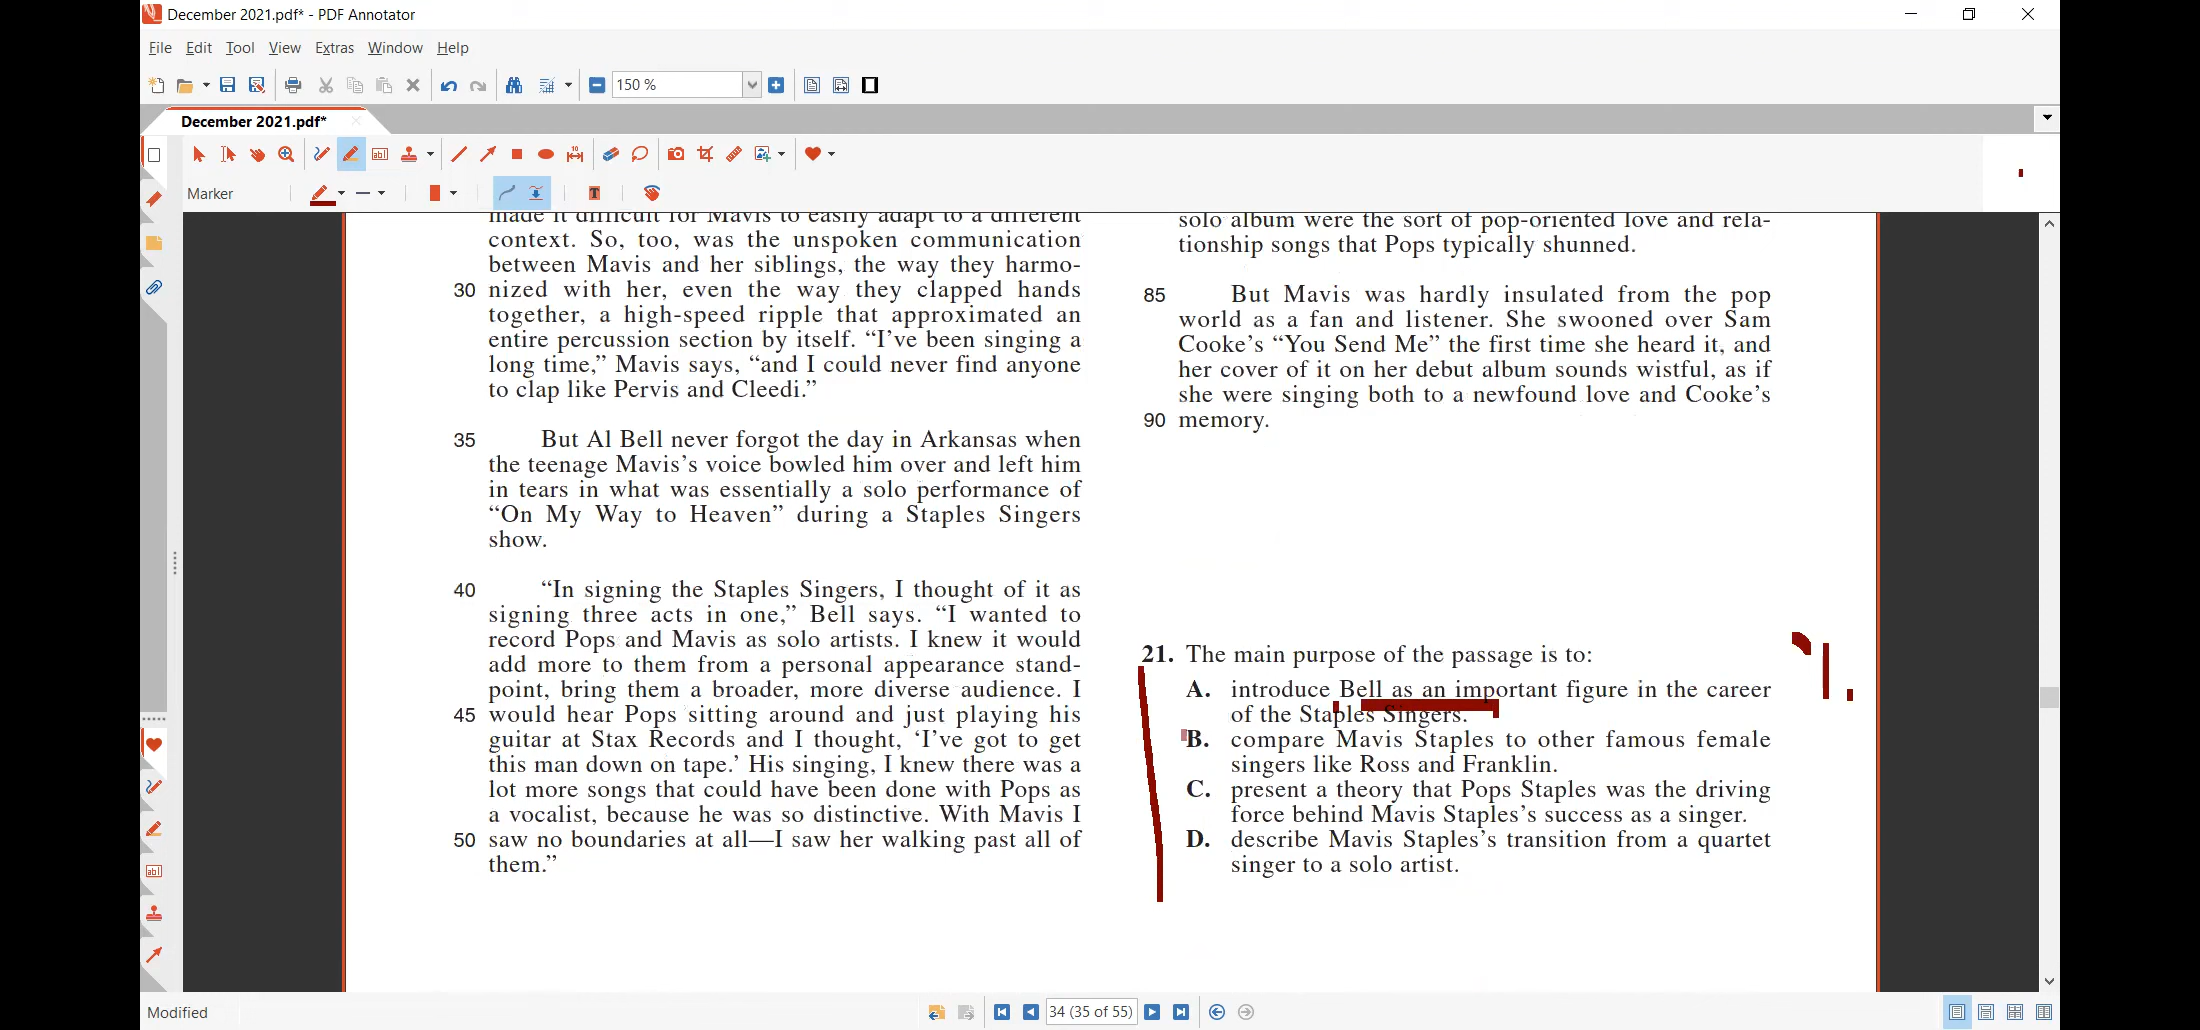 December 2021.pdf* - PDF Annotator
File Edit Tool View Extras Window Help
150 %
December 2021.pdf*
Marker
made it difficult for Mavis to easily adapt to a different
context. So, too, was the unspoken communication
between Mavis and her siblings, the way they harmo-
30 nized with her, even the way they clapped hands
together, a high-speed ripple that approximated an
entire percussion section by itself. “I’ve been singing a
long time,” Mavis says, “and I could never find anyone
to clap like Pervis and Cleedi.”
35 But Al Bell never forgot the day in Arkansas when
the teenage Mavis’s voice bowled him over and left him
in tears in what was essentially a solo performance of
“On My Way to Heaven” during a Staples Singers
show.
40 “In signing the Staples Singers, I thought of it as
signing three acts in one,” Bell says. “I wanted to
record Pops and Mavis as solo artists. I knew it would
add more to them from a personal appearance stand-
point, bring them a broader, more diverse audience. I
45 would hear Pops sitting around and just playing his
guitar at Stax Records and I thought, ‘I’ve got to get
this man down on tape.’ His singing, I knew there was a
lot more songs that could have been done with Pops as
a vocalist, because he was so distinctive. With Mavis I
50 saw no boundaries at all—I saw her walking past all of
them.”
solo album were the sort of pop-oriented love and rela-
tionship songs that Pops typically shunned.
85 But Mavis was hardly insulated from the pop
world as a fan and listener. She swooned over Sam
Cooke’s “You Send Me” the first time she heard it, and
her cover of it on her debut album sounds wistful, as if
she were singing both to a newfound love and Cooke’s
90 memory.
21. The main purpose of the passage is to:
A. introduce Bell as an important figure in the career
of the Staples Singers.
B. compare Mavis Staples to other famous female
singers like Ross and Franklin.
C. present a theory that Pops Staples was the driving
force behind Mavis Staples’s success as a singer.
D. describe Mavis Staples’s transition from a quartet
singer to a solo artist.
Modified
34 (35 of 55)